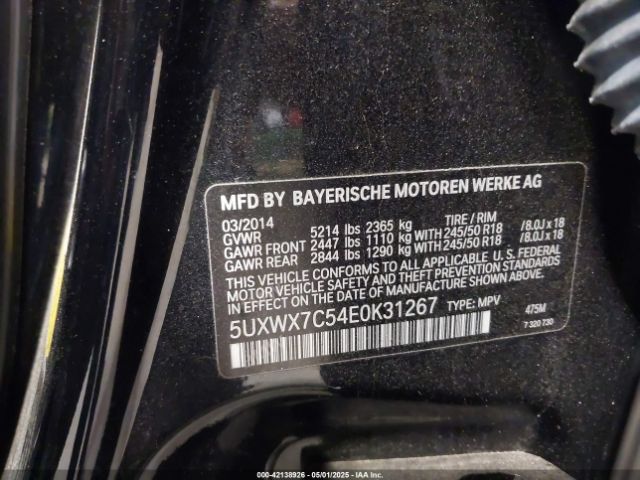 MFD BY BAYERISCHE MOTOREN WERKE AG
03/2014 TIRE / RIM
GVWR 5214 lbs 2365 kg
GAWR FRONT 2447 lbs 1110 kg WITH 245/50 R18 /8.0J x 18
GAWR REAR 2844 lbs 1290 kg WITH 245/50 R18 /8.0J x 18
THIS VEHICLE CONFORMS TO ALL APPLICABLE U. S. FEDERAL
MOTOR VEHICLE SAFETY AND THEFT PREVENTION STANDARDS
IN EFFECT ON THE DATE OF MANUFACTURE SHOWN ABOVE.
5UXWX7C54E0K31267 TYPE: MPV 475M
7 320 730
000-42138926 - 05/01/2025 - IAAI.COM